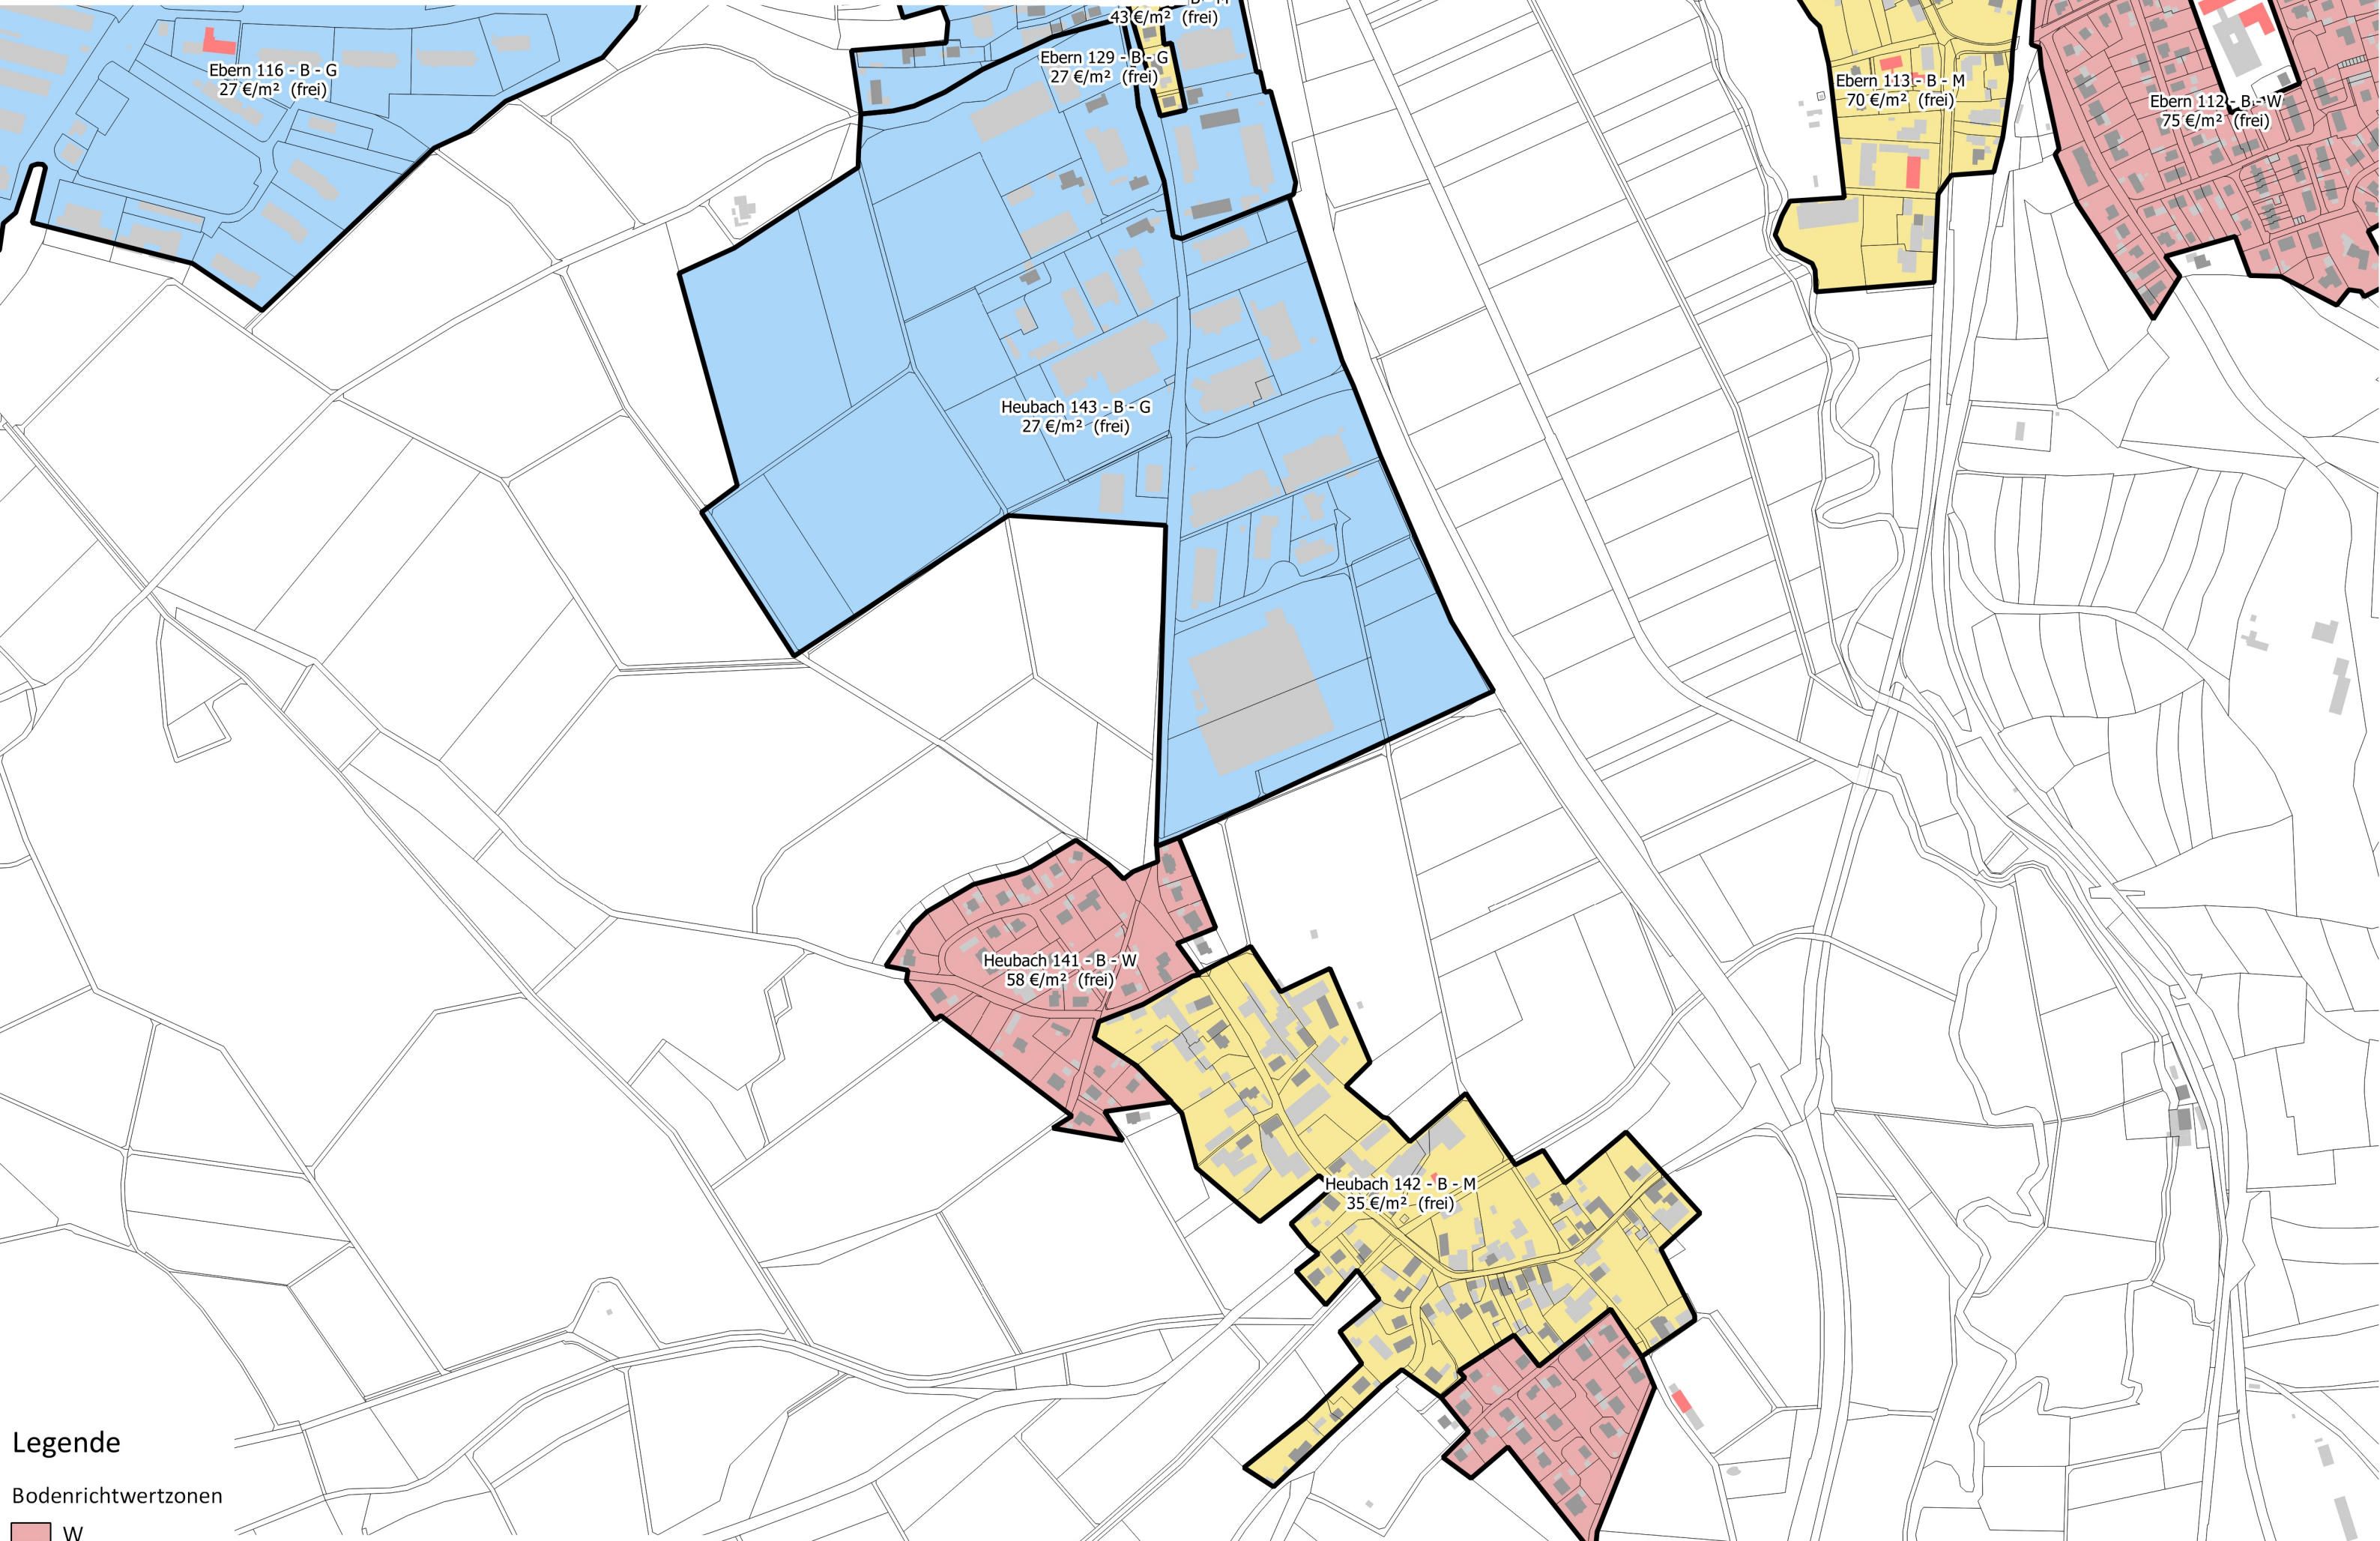 43 €/m² (frei)
Ebern 116 - B - G
27 €/m² (frei)
Ebern 129 - B - G
27 €/m² (frei)
Ebern 113 - B - M
70 €/m² (frei)
Ebern 112 - B - W
75 €/m² (frei)
Heubach 143 - B - G
27 €/m² (frei)
Heubach 141 - B - W
58 €/m² (frei)
Heubach 142 - B - M
35 €/m² (frei)
Legende
Bodenrichtwertzonen
W